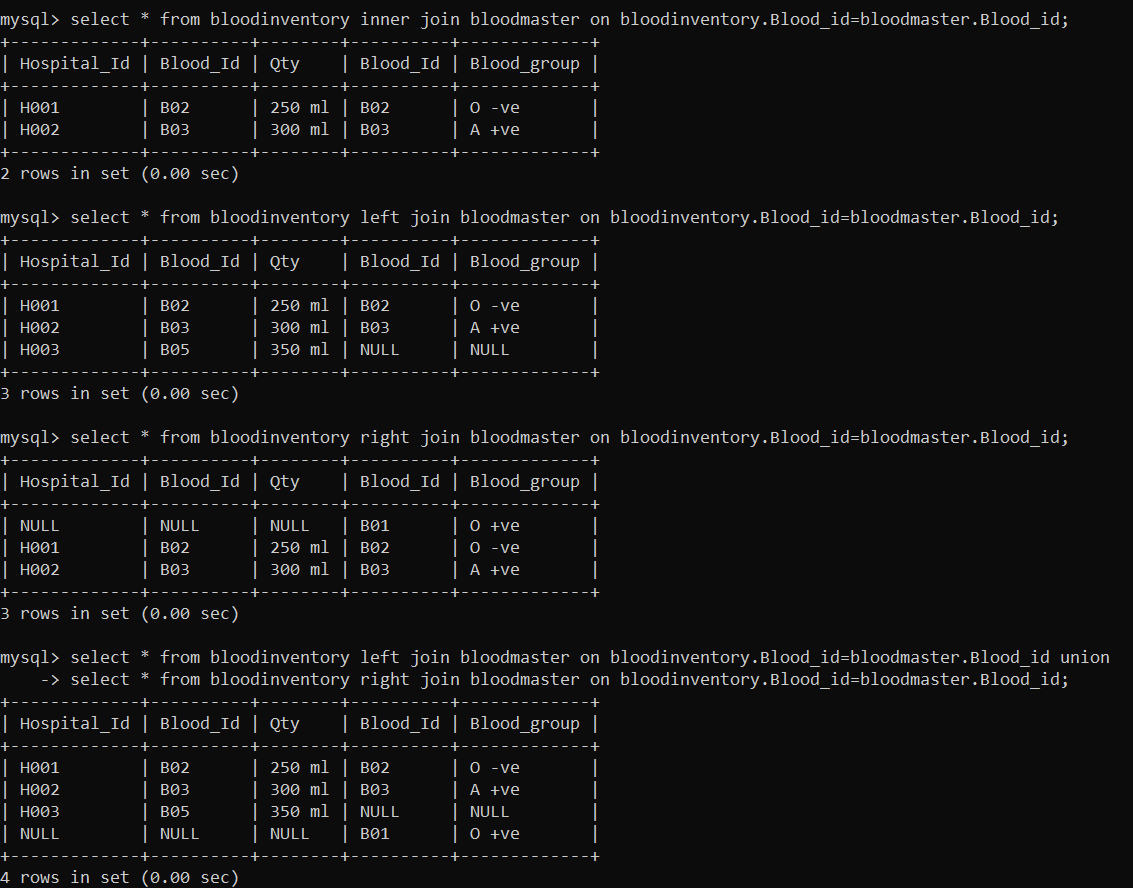 mysql> select * from bloodinventory inner join bloodmaster on bloodinventory.Blood_id=bloodmaster.Blood_id;
+-------------+----------+--------+----------+-------------+
| Hospital_Id | Blood_Id | Qty    | Blood_Id | Blood_group |
+-------------+----------+--------+----------+-------------+
| H001        | B02      | 250 ml | B02      | O -ve       |
| H002        | B03      | 300 ml | B03      | A +ve       |
+-------------+----------+--------+----------+-------------+
2 rows in set (0.00 sec)

mysql> select * from bloodinventory left join bloodmaster on bloodinventory.Blood_id=bloodmaster.Blood_id;
+-------------+----------+--------+----------+-------------+
| Hospital_Id | Blood_Id | Qty    | Blood_Id | Blood_group |
+-------------+----------+--------+----------+-------------+
| H001        | B02      | 250 ml | B02      | O -ve       |
| H002        | B03      | 300 ml | B03      | A +ve       |
| H003        | B05      | 350 ml | NULL     | NULL        |
+-------------+----------+--------+----------+-------------+
3 rows in set (0.00 sec)

mysql> select * from bloodinventory right join bloodmaster on bloodinventory.Blood_id=bloodmaster.Blood_id;
+-------------+----------+--------+----------+-------------+
| Hospital_Id | Blood_Id | Qty    | Blood_Id | Blood_group |
+-------------+----------+--------+----------+-------------+
| NULL        | NULL     | NULL   | B01      | O +ve       |
| H001        | B02      | 250 ml | B02      | O -ve       |
| H002        | B03      | 300 ml | B03      | A +ve       |
+-------------+----------+--------+----------+-------------+
3 rows in set (0.00 sec)

mysql> select * from bloodinventory left join bloodmaster on bloodinventory.Blood_id=bloodmaster.Blood_id union
    -> select * from bloodinventory right join bloodmaster on bloodinventory.Blood_id=bloodmaster.Blood_id;
+-------------+----------+--------+----------+-------------+
| Hospital_Id | Blood_Id | Qty    | Blood_Id | Blood_group |
+-------------+----------+--------+----------+-------------+
| H001        | B02      | 250 ml | B02      | O -ve       |
| H002        | B03      | 300 ml | B03      | A +ve       |
| H003        | B05      | 350 ml | NULL     | NULL        |
| NULL        | NULL     | NULL   | B01      | O +ve       |
+-------------+----------+--------+----------+-------------+
4 rows in set (0.00 sec)